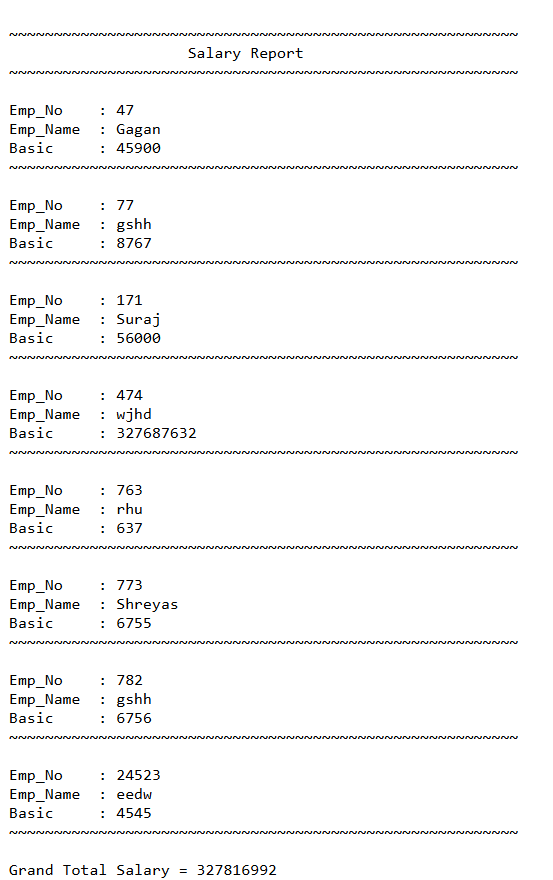 ~~~~~~~~~~~~~~~~~~~~~~~~~~~~~~~~~~~~~~~~~~~~~~~~~~~~~~~~~
Salary Report
~~~~~~~~~~~~~~~~~~~~~~~~~~~~~~~~~~~~~~~~~~~~~~~~~~~~~~~~~
Emp_No    : 47
Emp_Name  : Gagan
Basic     : 45900
~~~~~~~~~~~~~~~~~~~~~~~~~~~~~~~~~~~~~~~~~~~~~~~~~~~~~~~~~
Emp_No    : 77
Emp_Name  : gshh
Basic     : 8767
~~~~~~~~~~~~~~~~~~~~~~~~~~~~~~~~~~~~~~~~~~~~~~~~~~~~~~~~~
Emp_No    : 171
Emp_Name  : Suraj
Basic     : 56000
~~~~~~~~~~~~~~~~~~~~~~~~~~~~~~~~~~~~~~~~~~~~~~~~~~~~~~~~~
Emp_No    : 474
Emp_Name  : wjhd
Basic     : 327687632
~~~~~~~~~~~~~~~~~~~~~~~~~~~~~~~~~~~~~~~~~~~~~~~~~~~~~~~~~
Emp_No    : 763
Emp_Name  : rhu
Basic     : 637
~~~~~~~~~~~~~~~~~~~~~~~~~~~~~~~~~~~~~~~~~~~~~~~~~~~~~~~~~
Emp_No    : 773
Emp_Name  : Shreyas
Basic     : 6755
~~~~~~~~~~~~~~~~~~~~~~~~~~~~~~~~~~~~~~~~~~~~~~~~~~~~~~~~~
Emp_No    : 782
Emp_Name  : gshh
Basic     : 6756
~~~~~~~~~~~~~~~~~~~~~~~~~~~~~~~~~~~~~~~~~~~~~~~~~~~~~~~~~
Emp_No    : 24523
Emp_Name  : eedw
Basic     : 4545
~~~~~~~~~~~~~~~~~~~~~~~~~~~~~~~~~~~~~~~~~~~~~~~~~~~~~~~~~
Grand Total Salary = 327816992